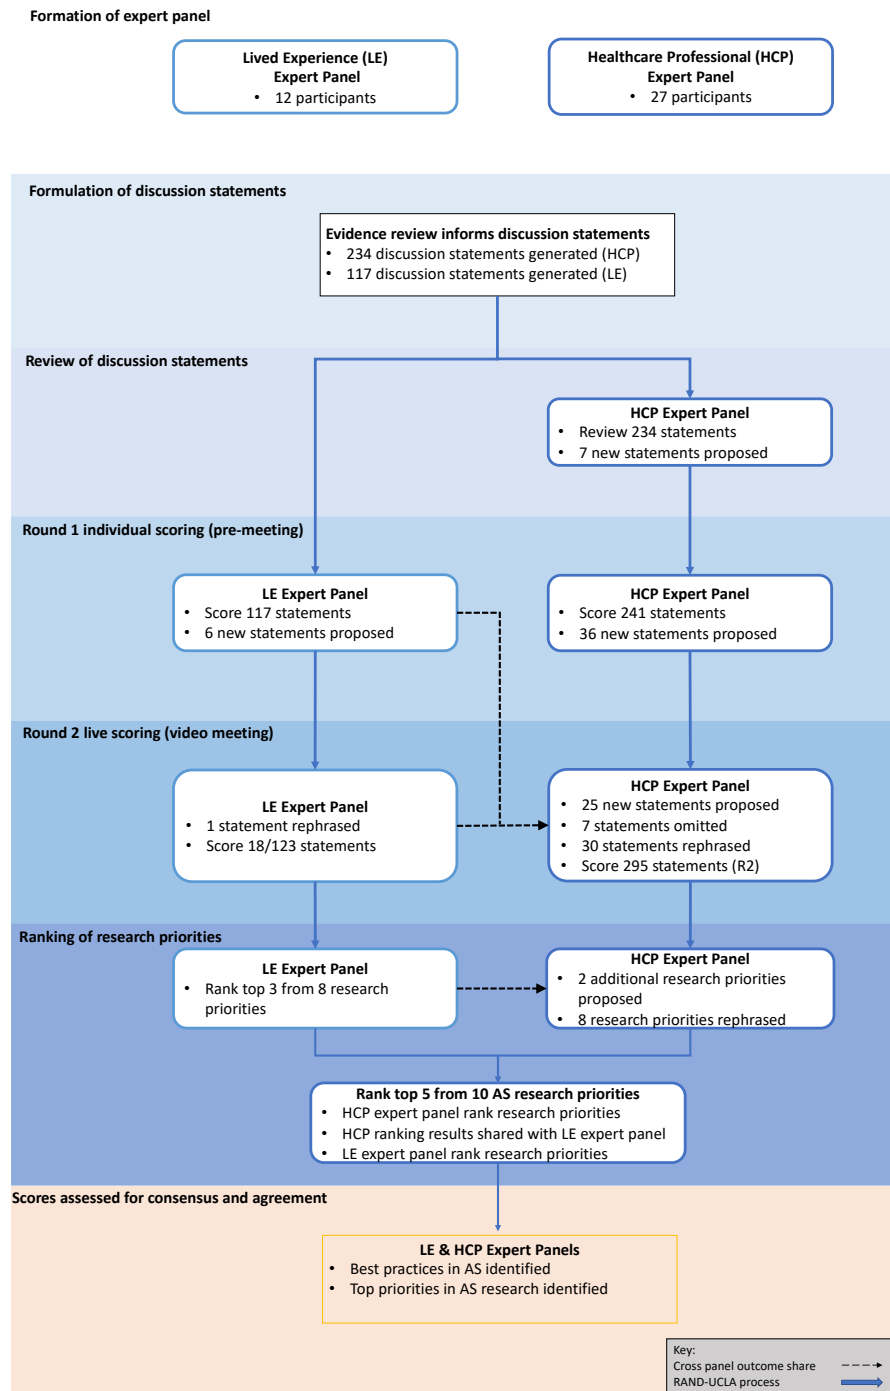 Formation of expert panel
Lived Experience (LE)
Expert Panel
• 12 participants
Healthcare Professional (HCP)
Expert Panel
• 27 participants
Formulation of discussion statements
Evidence review informs discussion statements
• 234 discussion statements generated (HCP)
• 117 discussion statements generated (LE)
Review of discussion statements
HCP Expert Panel
• Review 234 statements
• 7 new statements proposed
Round 1 individual scoring (pre-meeting)
LE Expert Panel
• Score 117 statements
• 6 new statements proposed
HCP Expert Panel
• Score 241 statements
• 36 new statements proposed
Round 2 live scoring (video meeting)
LE Expert Panel
• 1 statement rephrased
• Score 18/123 statements
HCP Expert Panel
• 25 new statements proposed
• 7 statements omitted
• 30 statements rephrased
• Score 295 statements (R2)
Ranking of research priorities
LE Expert Panel
• Rank top 3 from 8 research
priorities
HCP Expert Panel
• 2 additional research priorities
proposed
• 8 research priorities rephrased
Rank top 5 from 10 AS research priorities
• HCP expert panel rank research priorities
• HCP ranking results shared with LE expert panel
• LE expert panel rank research priorities
Scores assessed for consensus and agreement
LE & HCP Expert Panels
• Best practices in AS identified
• Top priorities in AS research identified
Key:
Cross panel outcome share
RAND-UCLA process